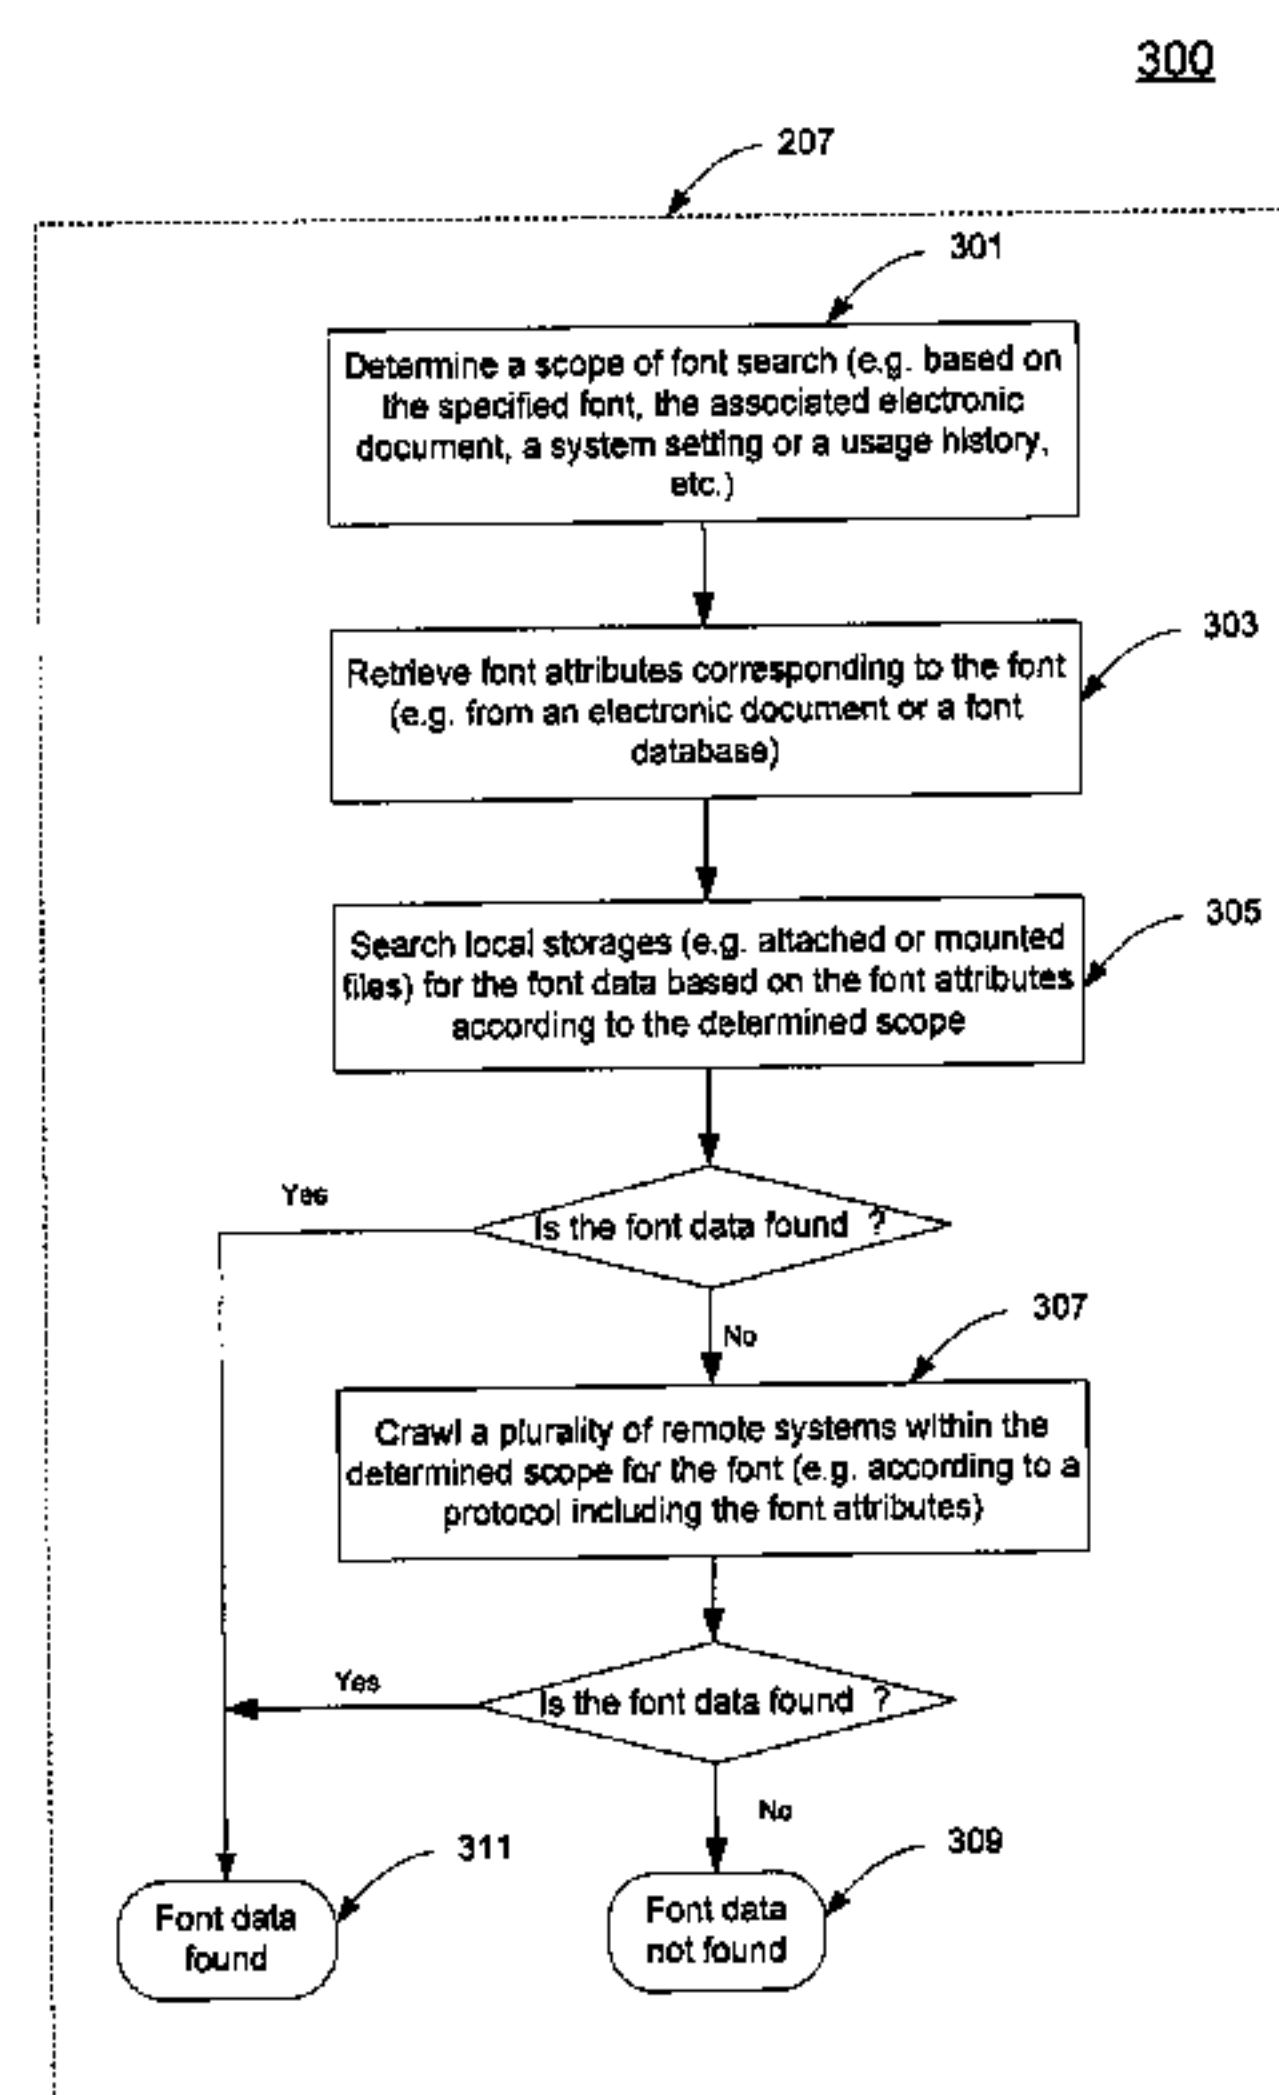 300
207
301
Determine a scope of font search (e.g. based on
the specified font, the associated electronic
document, a system setting or a usage history,
etc.)
303
Retrieve font attributes corresponding to the font
(e.g. from an electronic document or a font
database)
305
Search local storages (e.g. attached or mounted
files) for the font data based on the font attributes
according to the determined scope
Yes
Is the font data found ?
No
307
Crawl a plurality of remote systems within the
determined scope for the font (e.g. according to a
protocol including the font attributes)
Yes
Is the font data found ?
No
311
309
Font data
found
Font data
not found